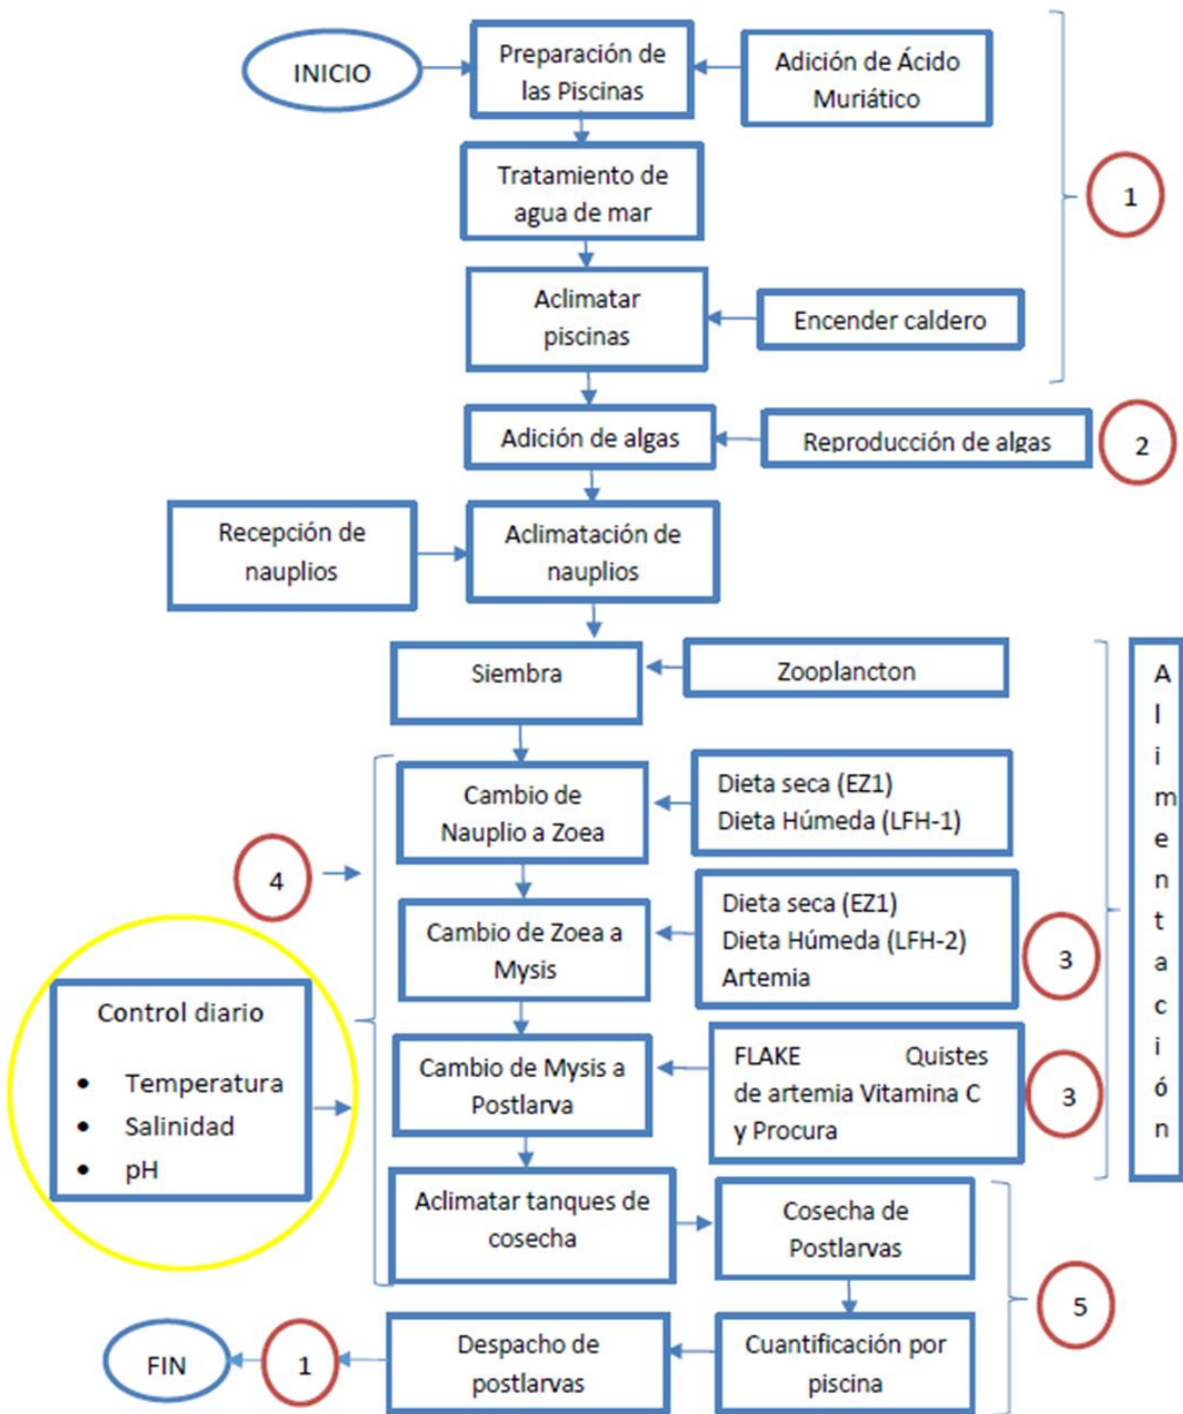 INICIO
Preparación de
las Piscinas
Adición de Ácido
Muriático
1
Tratamiento de
agua de mar
Aclimatar
piscinas
Encender caldero
Adición de algas
Reproducción de algas
2
Recepción de
nauplios
Aclimatación de
nauplios
Siembra
Zooplancton
Alimentación
Cambio de
Nauplio a Zoea
Dieta seca (EZ1)
Dieta Húmeda (LFH-1)
4
Cambio de Zoea a
Mysis
Dieta seca (EZ1)
Dieta Húmeda (LFH-2)
Artemia
3
Control diario
• Temperatura
• Salinidad
• pH
Cambio de Mysis a
Postlarva
FLAKE Quistes
de artemia Vitamina C
y Procura
3
Aclimatar tanques de
cosecha
Cosecha de
Postlarvas
5
Cuantificación por
piscina
Despacho de
postlarvas
1
FIN